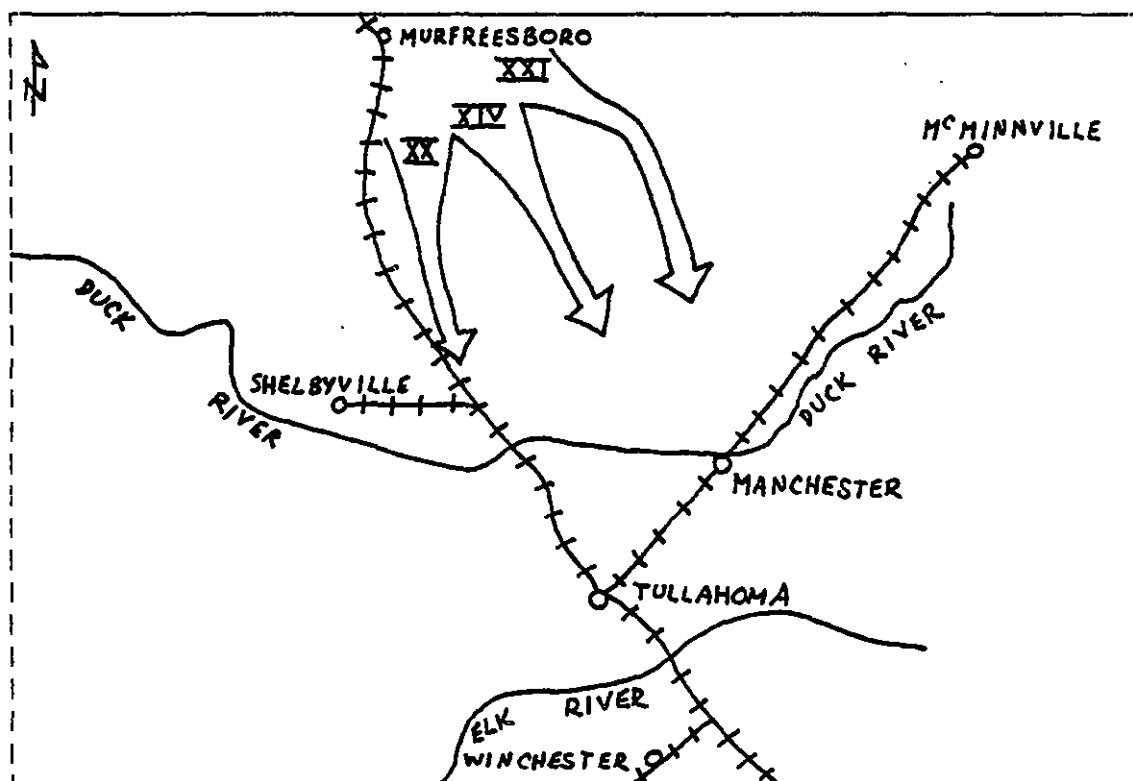 N
MURFREESBORO
XXI
XIV
XX
McMINNVILLE
DUCK
RIVER
SHELBYVILLE
DUCK RIVER
MANCHESTER
TULLAHOMA
ELK RIVER
WINCHESTER